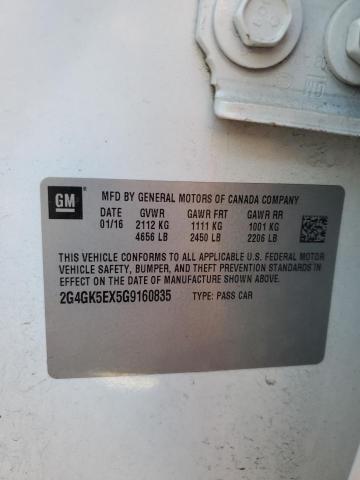 GM
MFD BY GENERAL MOTORS OF CANADA COMPANY
DATE GVWR GAWR FRT GAWR RR
01/16 2112 KG 1111 KG 1001 KG
4656 LB 2450 LB 2206 LB
THIS VEHICLE CONFORMS TO ALL APPLICABLE U.S. FEDERAL MOTOR
VEHICLE SAFETY, BUMPER, AND THEFT PREVENTION STANDARDS IN
EFFECT ON THE DATE OF MANUFACTURE SHOWN ABOVE.
2G4GK5EX5G9160835 TYPE: PASS CAR